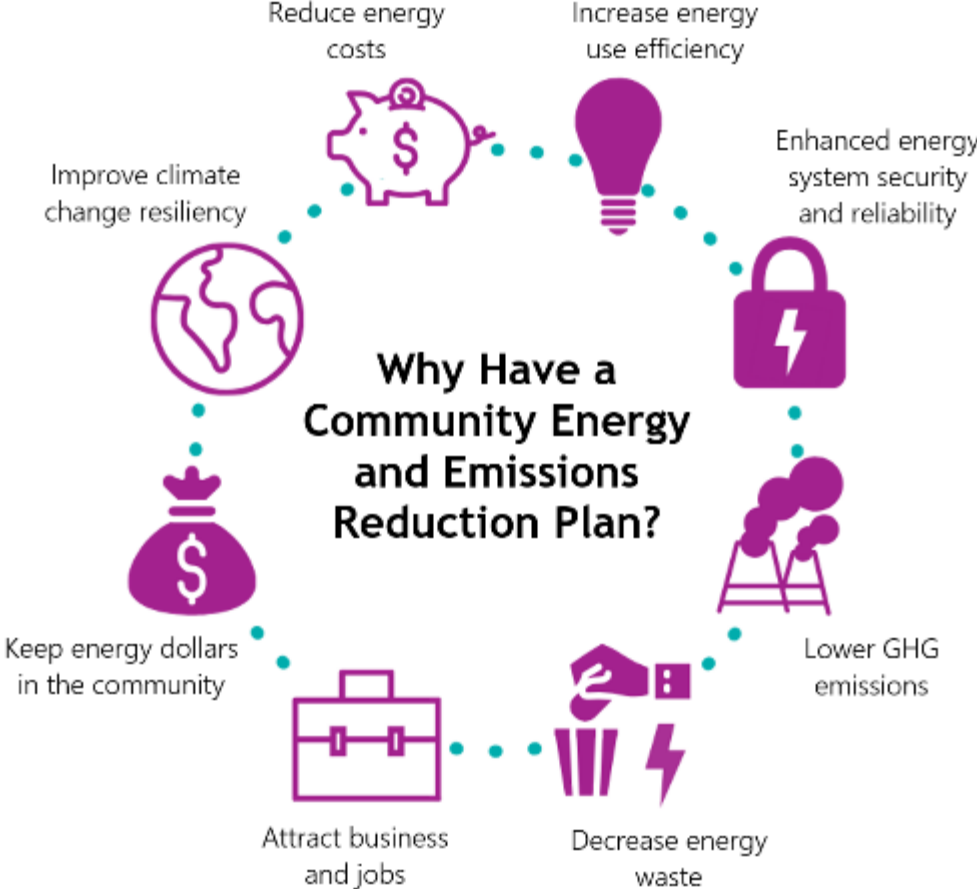 Reduce energy
costs
Increase energy
use efficiency
Enhanced energy
system security
and reliability
Improve climate
change resiliency
$
Why Have a
Community Energy
and Emissions
Reduction Plan?
$
Keep energy dollars
in the community
Lower GHG
emissions
Attract business
and jobs
Decrease energy
waste